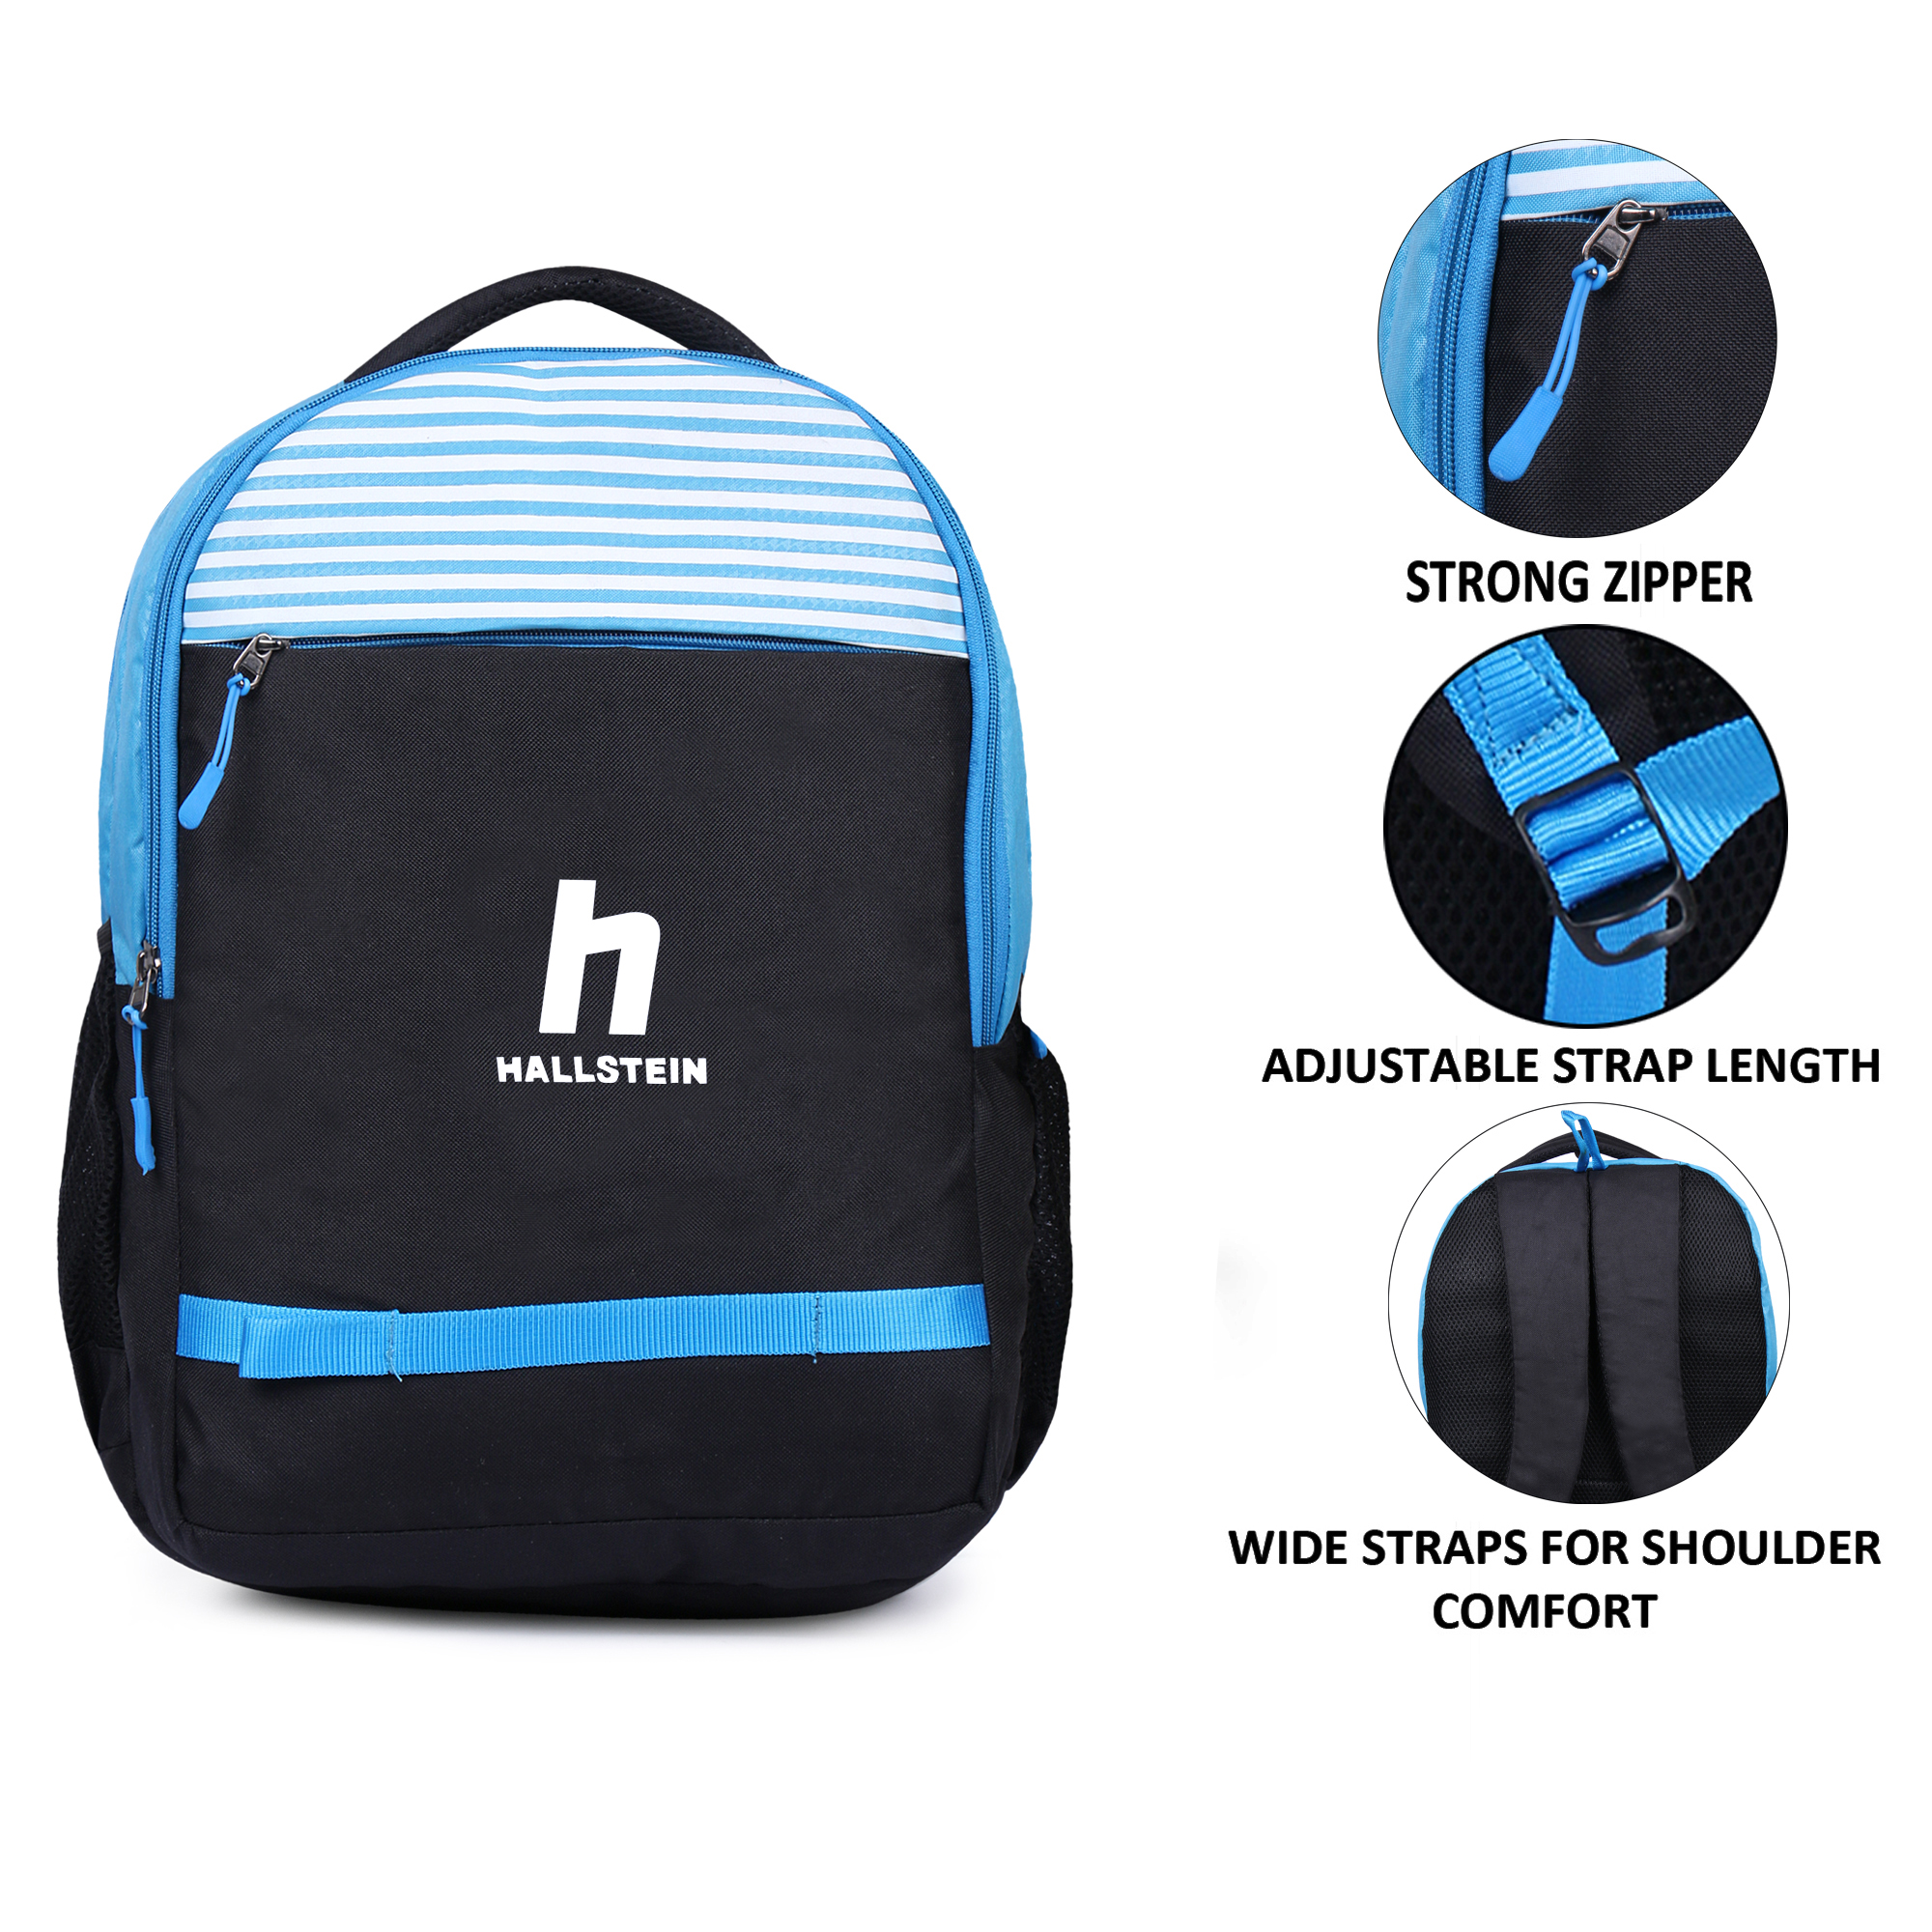 h
HALLSTEIN
STRONG ZIPPER
ADJUSTABLE STRAP LENGTH
WIDE STRAPS FOR SHOULDER
COMFORT